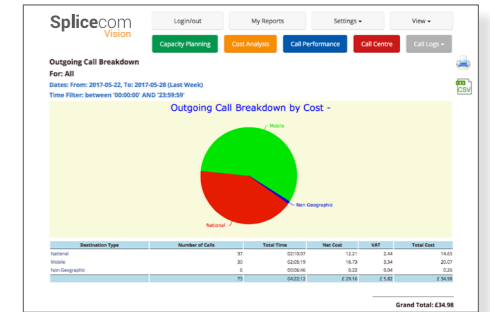 Splicecom
Vision
Login/out
My Reports
Settings
View
Capacity Planning
Cost Analysis
Call Performance
Call Centre
Call Logs
Outgoing Call Breakdown
For: All
Dates: From: 2017-05-22, To: 2017-05-28 (Last Week)
Time Filter: between '00:00:00' AND '23:59:59'
CSV
Outgoing Call Breakdown by Cost -
Mobile
Non Geographic
National
Destination Type Number of Calls Total Time Net Cost VAT Total Cost
National 37 02:10:07 12.21 2.44 14.65
Mobile 30 02:05:19 16.73 3.34 20.07
Non Geographic 6 00:06:46 0.22 0.04 0.26
73 04:22:12 £ 29.16 £ 5.82 £ 34.98
Grand Total: £34.98